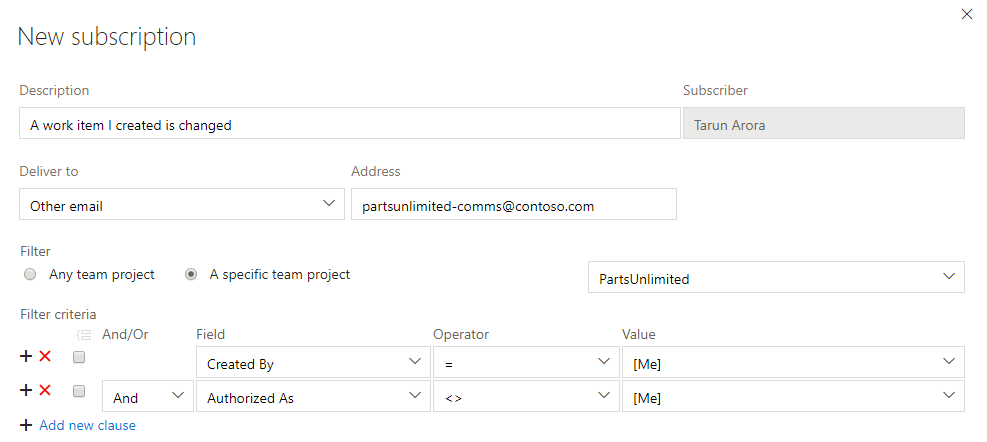 New subscription
Description Subscriber
A work item I created is changed Tarun Arora
Deliver to Address
Other email partsunlimited-comms@contoso.com
Filter
Any team project A specific team project PartsUnlimited
Filter criteria
And/Or Field Operator Value
Created By = [Me]
And Authorized As <> [Me]
Add new clause